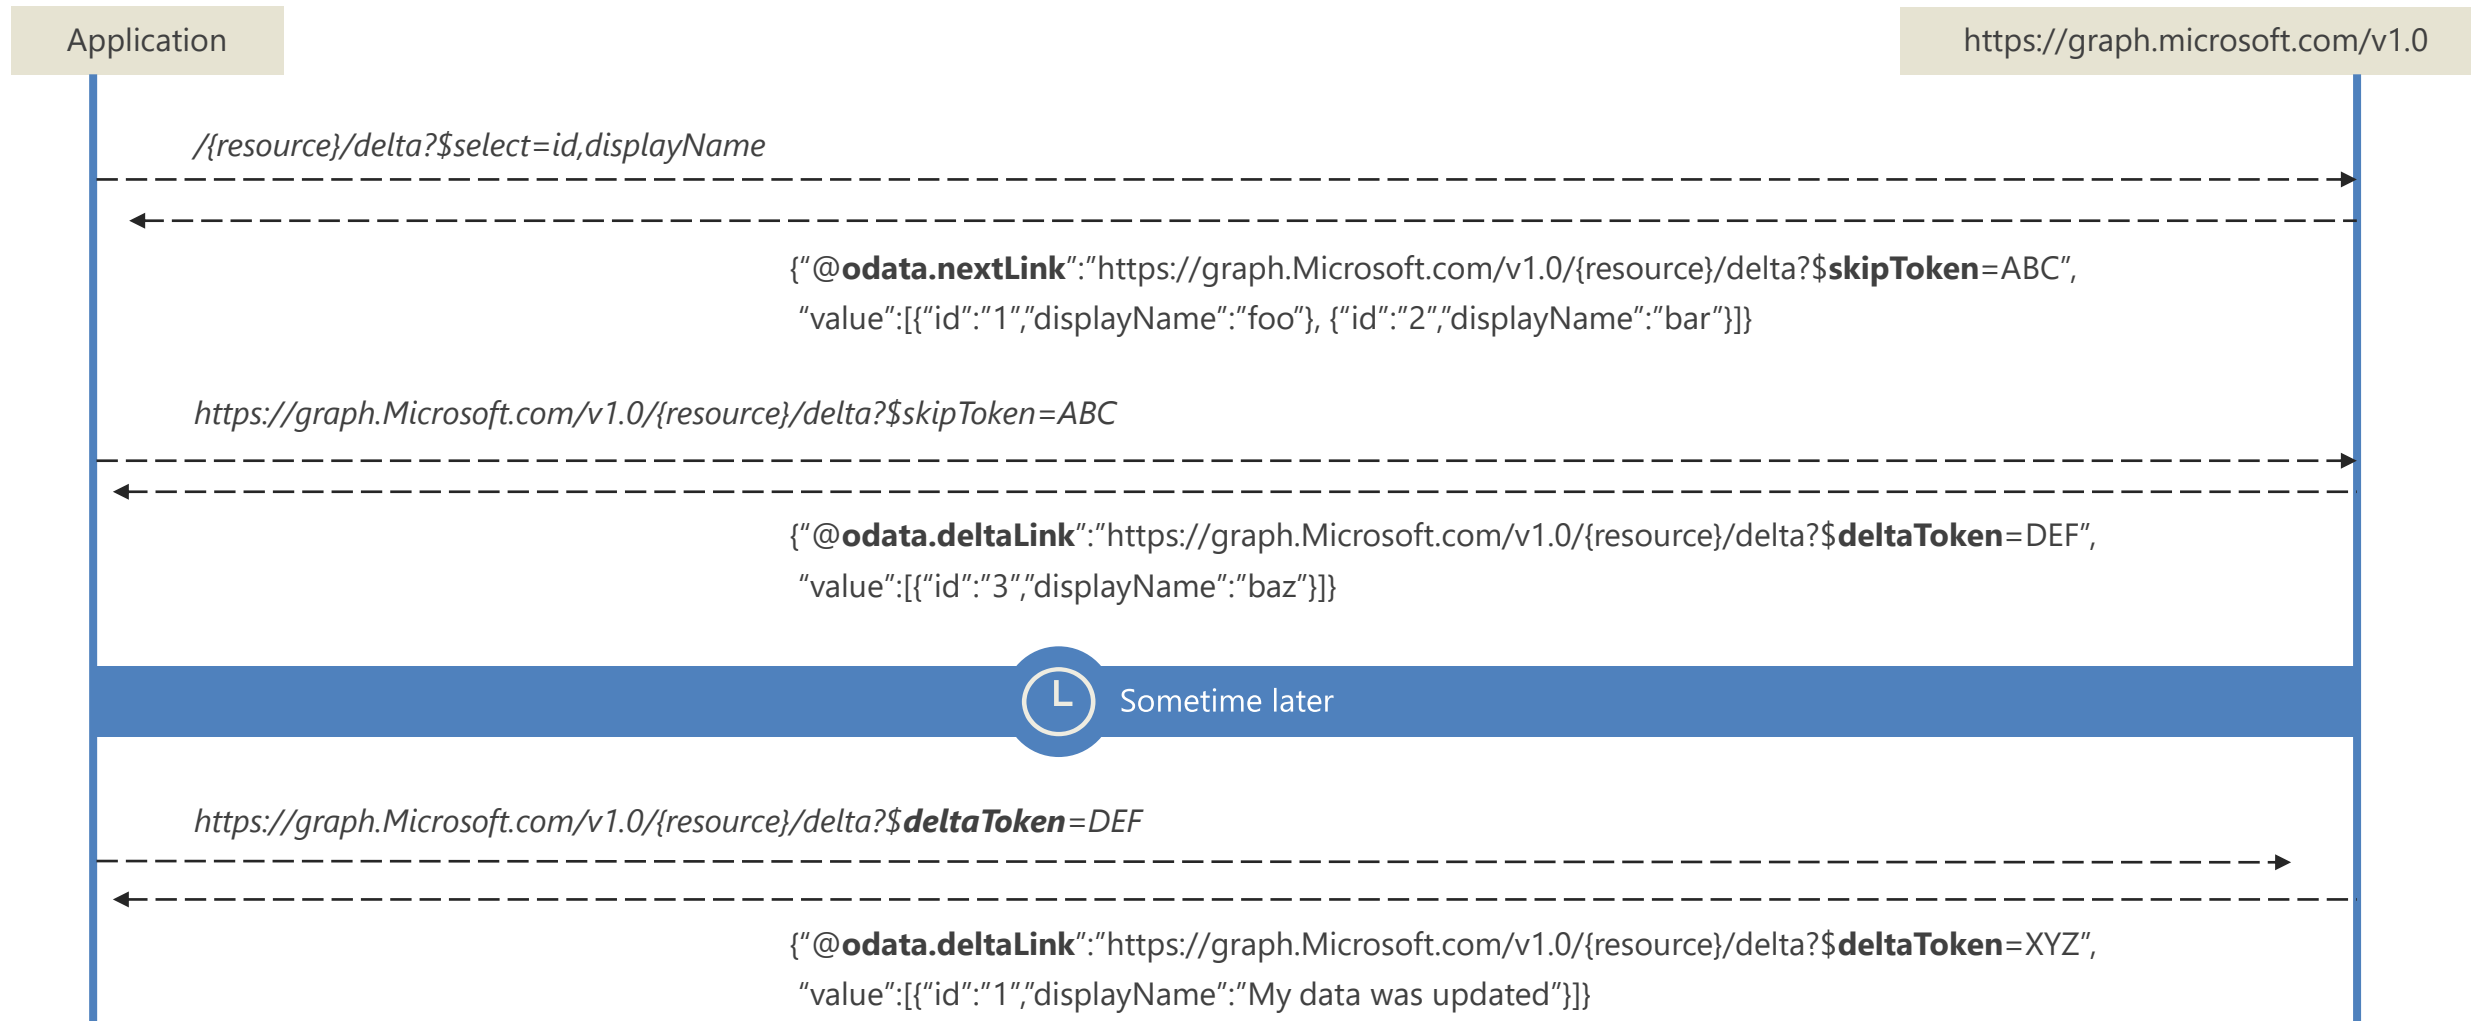 Application
https://graph.microsoft.com/v1.0
/{resource}/delta?$select=id,displayName
{“@odata.nextLink”:”https://graph.Microsoft.com/v1.0/{resource}/delta?$skipToken=ABC”,
“value”:[{“id”:”1”,”displayName”:”foo”}, {“id”:”2”,”displayName”:”bar”}]}
https://graph.Microsoft.com/v1.0/{resource}/delta?$skipToken=ABC
{“@odata.deltaLink”:”https://graph.Microsoft.com/v1.0/{resource}/delta?$deltaToken=DEF”,
“value”:[{“id”:”3”,”displayName”:”baz”}]}
Sometime later
https://graph.Microsoft.com/v1.0/{resource}/delta?$deltaToken=DEF
{“@odata.deltaLink”:”https://graph.Microsoft.com/v1.0/{resource}/delta?$deltaToken=XYZ”,
“value”:[{“id”:”1”,”displayName”:”My data was updated”}]}